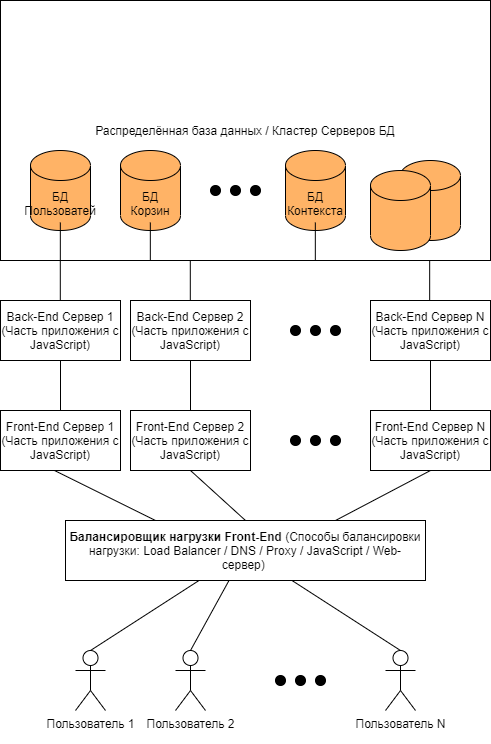 Распределённая база данных / Кластер Серверов БД
БД
Пользоватей
БД
Корзин
БД
Контекста
Back-End Сервер 1
(Часть приложения с
JavaScript)
Back-End Сервер 2
(Часть приложения с
JavaScript)
Back-End Сервер N
(Часть приложения с
JavaScript)
Front-End Сервер 1
(Часть приложения с
JavaScript)
Front-End Сервер 2
(Часть приложения с
JavaScript)
Front-End Сервер N
(Часть приложения с
JavaScript)
Балансировщик нагрузки Front-End (Способы балансировки
нагрузки: Load Balancer / DNS / Proxy / JavaScript / Web-
сервер)
Пользователь 1
Пользователь 2
Пользователь N